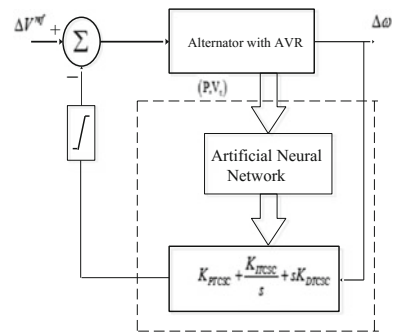 ΔV^ref + Σ − Δω
Alternator with AVR
(P,V_t)
Artificial Neural
Network
K_PTCSC + K_ITCSC/s + sK_DTCSC